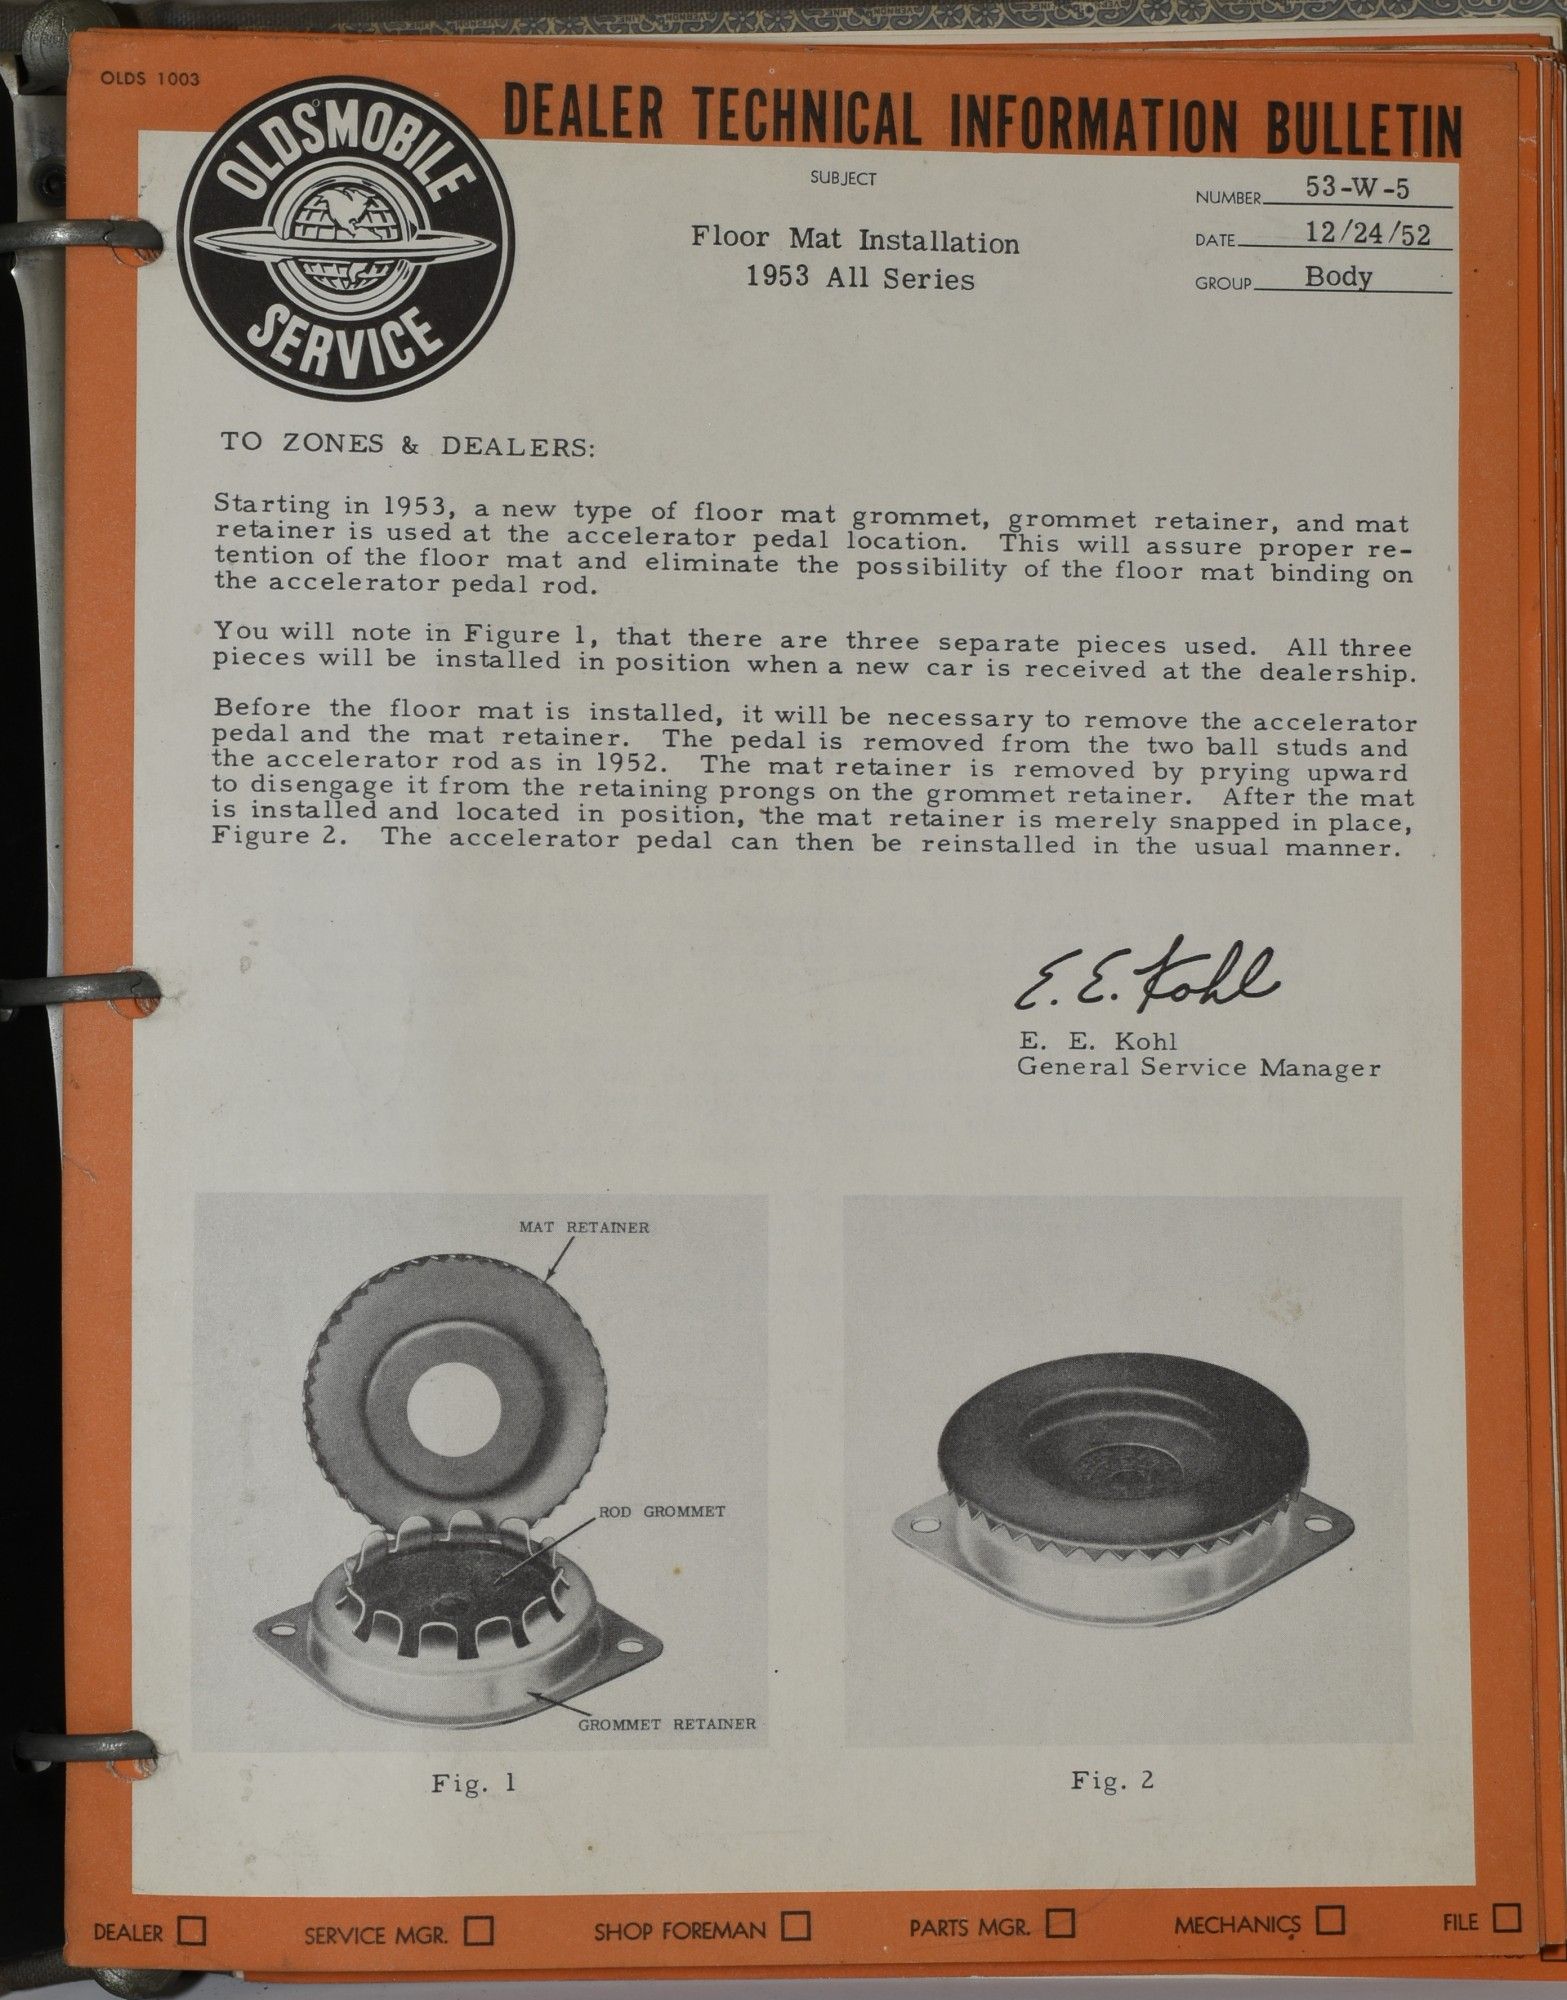 OLDS 1003
OLDSMOBILE
SERVICE
DEALER TECHNICAL INFORMATION BULLETIN
SUBJECT
Floor Mat Installation
1953 All Series
NUMBER 53-W-5
DATE 12/24/52
GROUP Body
TO ZONES & DEALERS:
Starting in 1953, a new type of floor mat grommet, grommet retainer, and mat
retainer is used at the accelerator pedal location. This will assure proper re-
tention of the floor mat and eliminate the possibility of the floor mat binding on
the accelerator pedal rod.
You will note in Figure 1, that there are three separate pieces used. All three
pieces will be installed in position when a new car is received at the dealership.
Before the floor mat is installed, it will be necessary to remove the accelerator
pedal and the mat retainer. The pedal is removed from the two ball studs and
the accelerator rod as in 1952. The mat retainer is removed by prying upward
to disengage it from the retaining prongs on the grommet retainer. After the mat
is installed and located in position, the mat retainer is merely snapped in place,
Figure 2. The accelerator pedal can then be reinstalled in the usual manner.
E. E. Kohl
E. E. Kohl
General Service Manager
MAT RETAINER
ROD GROMMET
GROMMET RETAINER
Fig. 1
Fig. 2
DEALER
SERVICE MGR.
SHOP FOREMAN
PARTS MGR.
MECHANICS
FILE